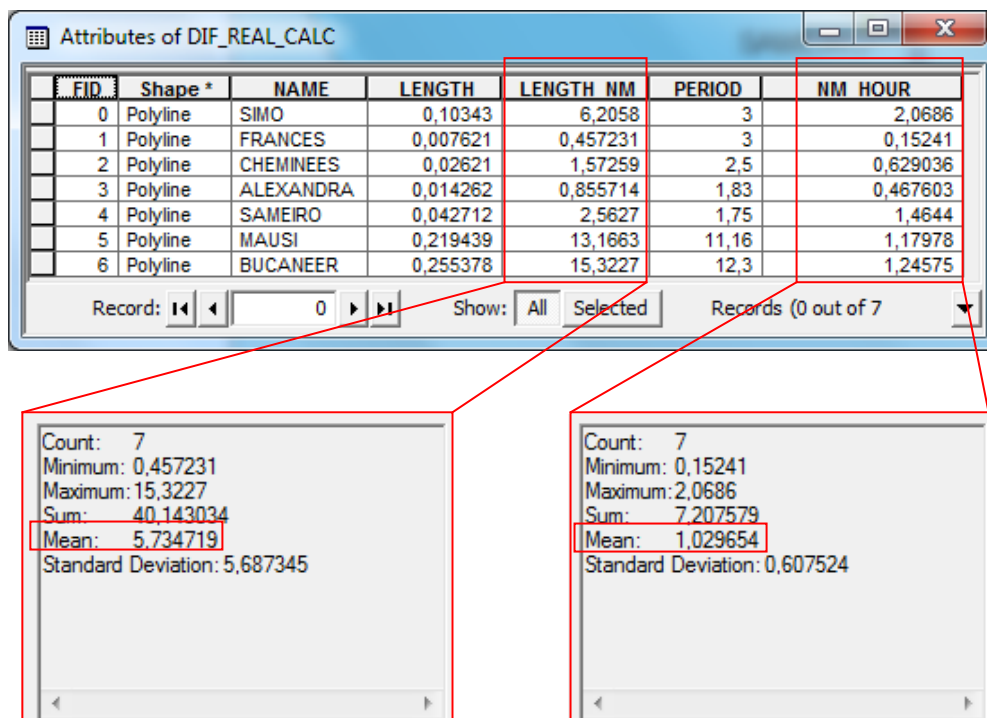 Attributes of DIF_REAL_CALC
FID Shape * NAME LENGTH LENGTH_NM PERIOD NM_HOUR
0 Polyline SIMO 0,10343 6,2058 3 2,0686
1 Polyline FRANCES 0,007621 0,457231 3 0,15241
2 Polyline CHEMINEES 0,02621 1,57259 2,5 0,629036
3 Polyline ALEXANDRA 0,014262 0,855714 1,83 0,467603
4 Polyline SAMEIRO 0,042712 2,5627 1,75 1,4644
5 Polyline MAUSI 0,219439 13,1663 11,16 1,17978
6 Polyline BUCANEER 0,255378 15,3227 12,3 1,24575
Record: 0 Show: All Selected Records (0 out of 7
Count: 7
Minimum: 0,457231
Maximum: 15,3227
Sum: 40,143034
Mean: 5,734719
Standard Deviation: 5,687345
Count: 7
Minimum: 0,15241
Maximum: 2,0686
Sum: 7,207579
Mean: 1,029654
Standard Deviation: 0,607524